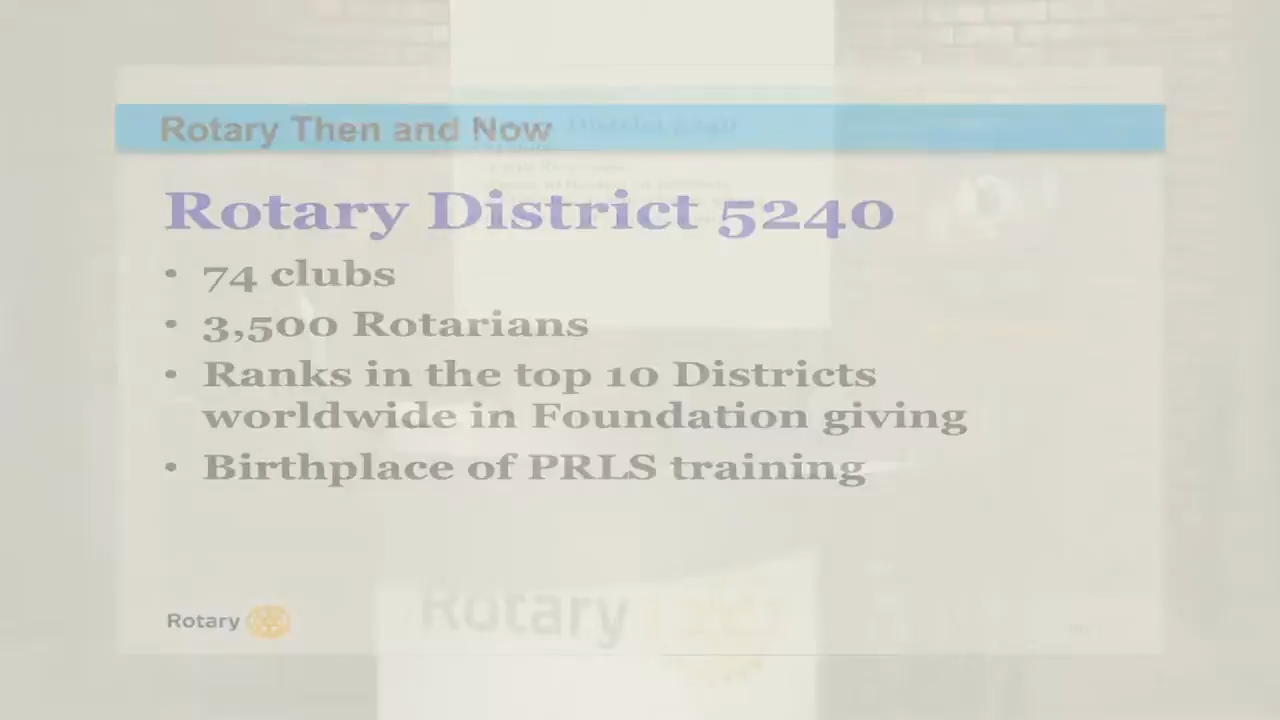 Rotary Then and Now
Rotary District 5240
• 74 clubs
• 3,500 Rotarians
• Ranks in the top 10 Districts
worldwide in Foundation giving
• Birthplace of PRLS training
Rotary
Rotary